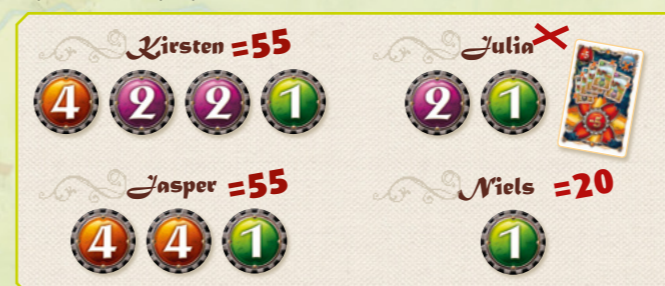 Kirsten =55
4 2 2 1
Julia ×
2 1
Jasper =55
4 4 1
Niels =20
1